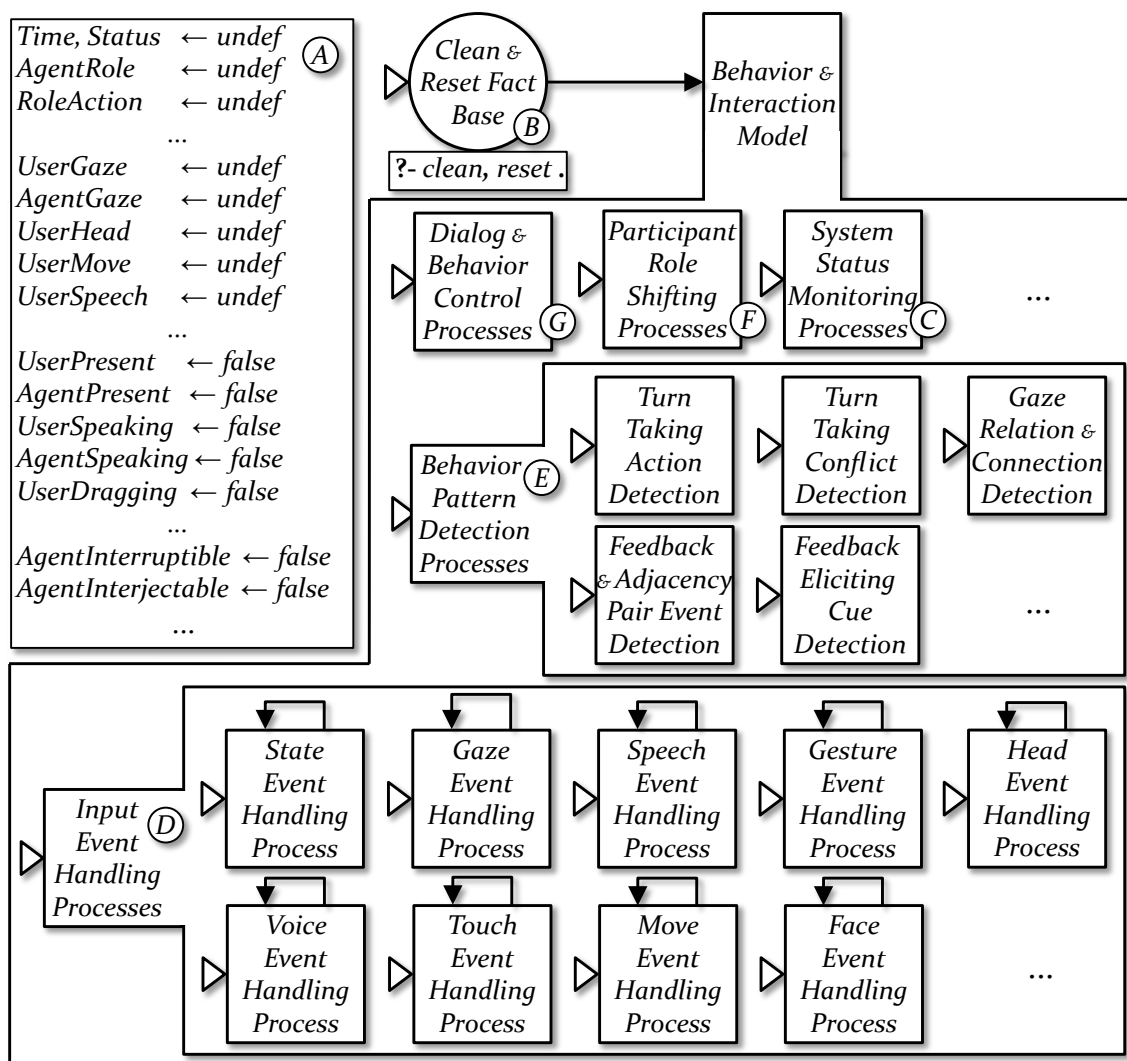 Time, Status ← undef
AgentRole ← undef
RoleAction ← undef
...
UserGaze ← undef
AgentGaze ← undef
UserHead ← undef
UserMove ← undef
UserSpeech ← undef
...
UserPresent ← false
AgentPresent ← false
UserSpeaking ← false
AgentSpeaking ← false
UserDragging ← false
...
AgentInterruptible ← false
AgentInterjectable ← false
...
A
Clean &
Reset Fact
Base
B
?- clean, reset .
Behavior &
Interaction
Model
Dialog &
Behavior
Control
Processes
G
Participant
Role
Shifting
Processes
F
System
Status
Monitoring
Processes
C
...
Behavior
Pattern
Detection
Processes
E
Turn
Taking
Action
Detection
Turn
Taking
Conflict
Detection
Gaze
Relation &
Connection
Detection
Feedback
& Adjacency
Pair Event
Detection
Feedback
Eliciting
Cue
Detection
...
Input
Event
Handling
Processes
D
State
Event
Handling
Process
Gaze
Event
Handling
Process
Speech
Event
Handling
Process
Gesture
Event
Handling
Process
Head
Event
Handling
Process
Voice
Event
Handling
Process
Touch
Event
Handling
Process
Move
Event
Handling
Process
Face
Event
Handling
Process
...